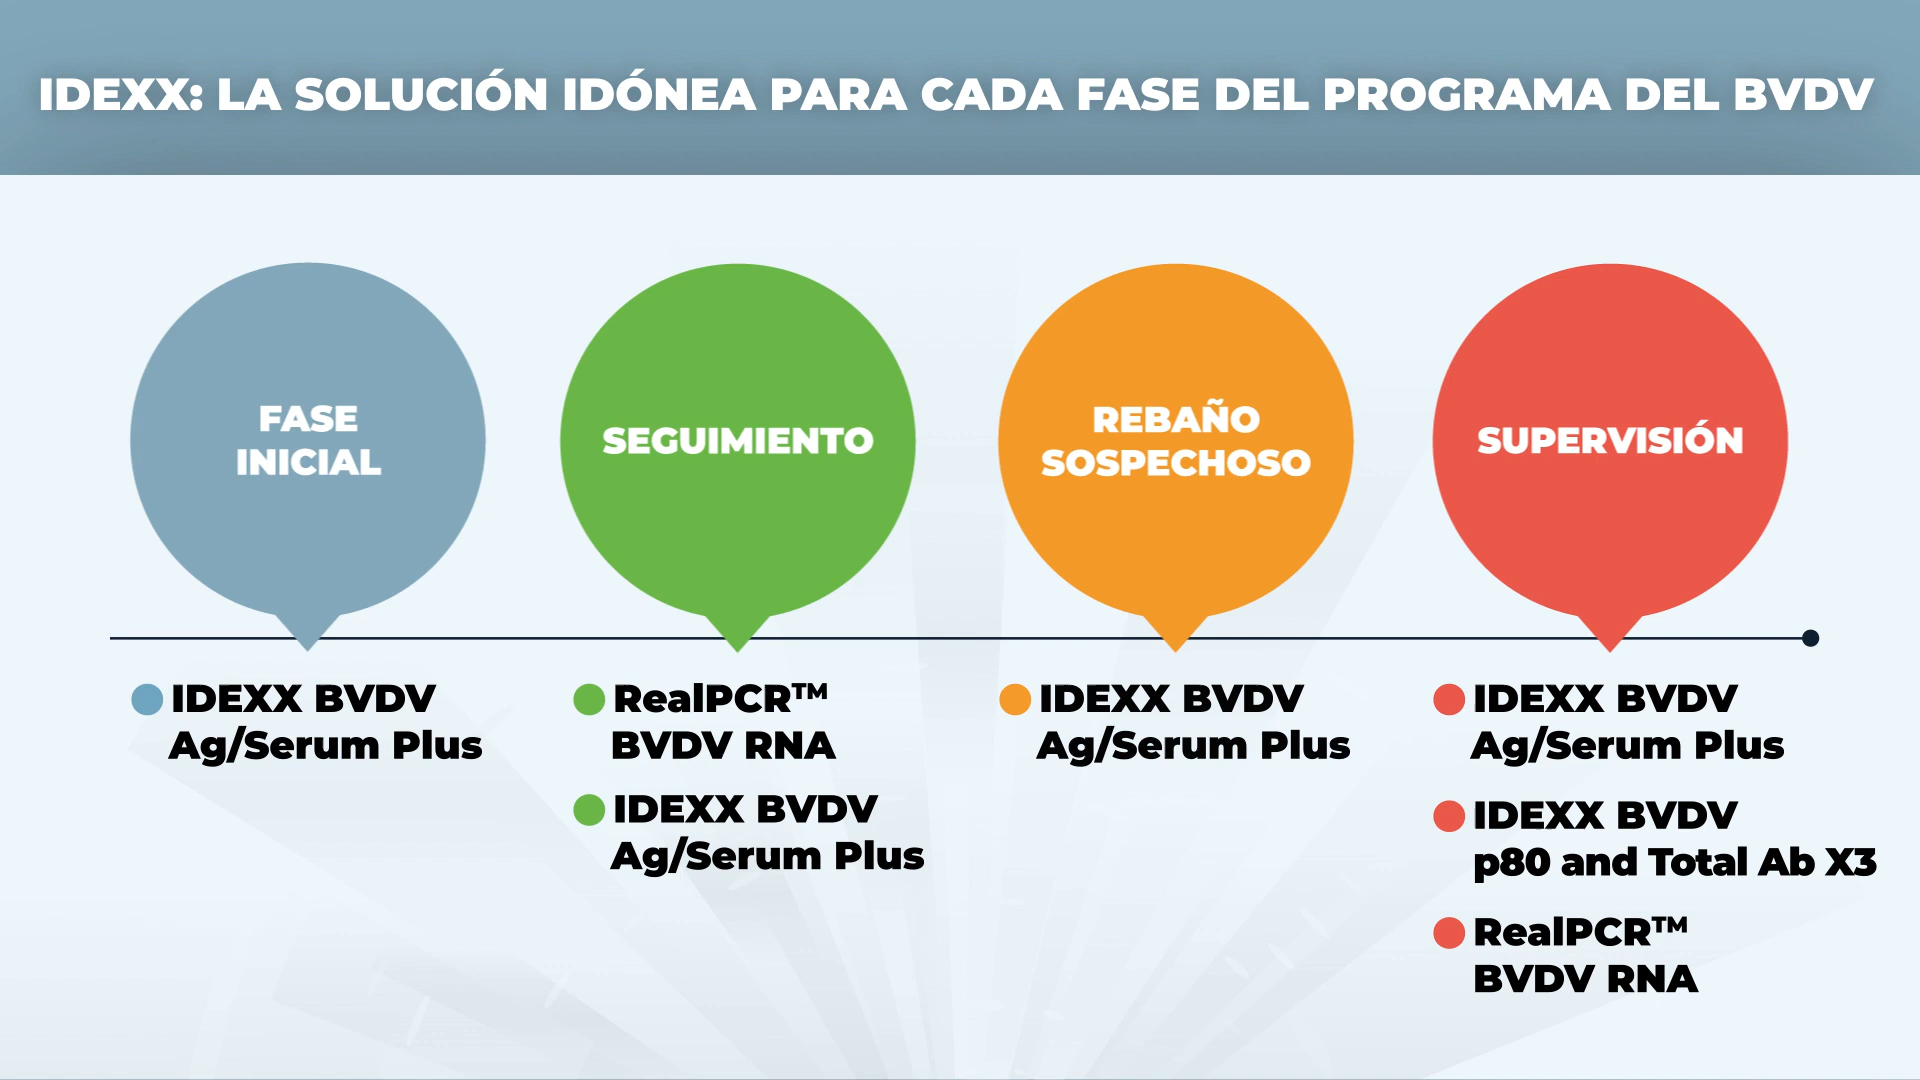 IDEXX: LA SOLUCIÓN IDÓNEA PARA CADA FASE DEL PROGRAMA DEL BVDV
FASE
INICIAL
SEGUIMIENTO
REBAÑO
SOSPECHOSO
SUPERVISIÓN
IDEXX BVDV
Ag/Serum Plus
RealPCR™
BVDV RNA
IDEXX BVDV
Ag/Serum Plus
IDEXX BVDV
Ag/Serum Plus
IDEXX BVDV
Ag/Serum Plus
IDEXX BVDV
p80 and Total Ab X3
RealPCR™
BVDV RNA